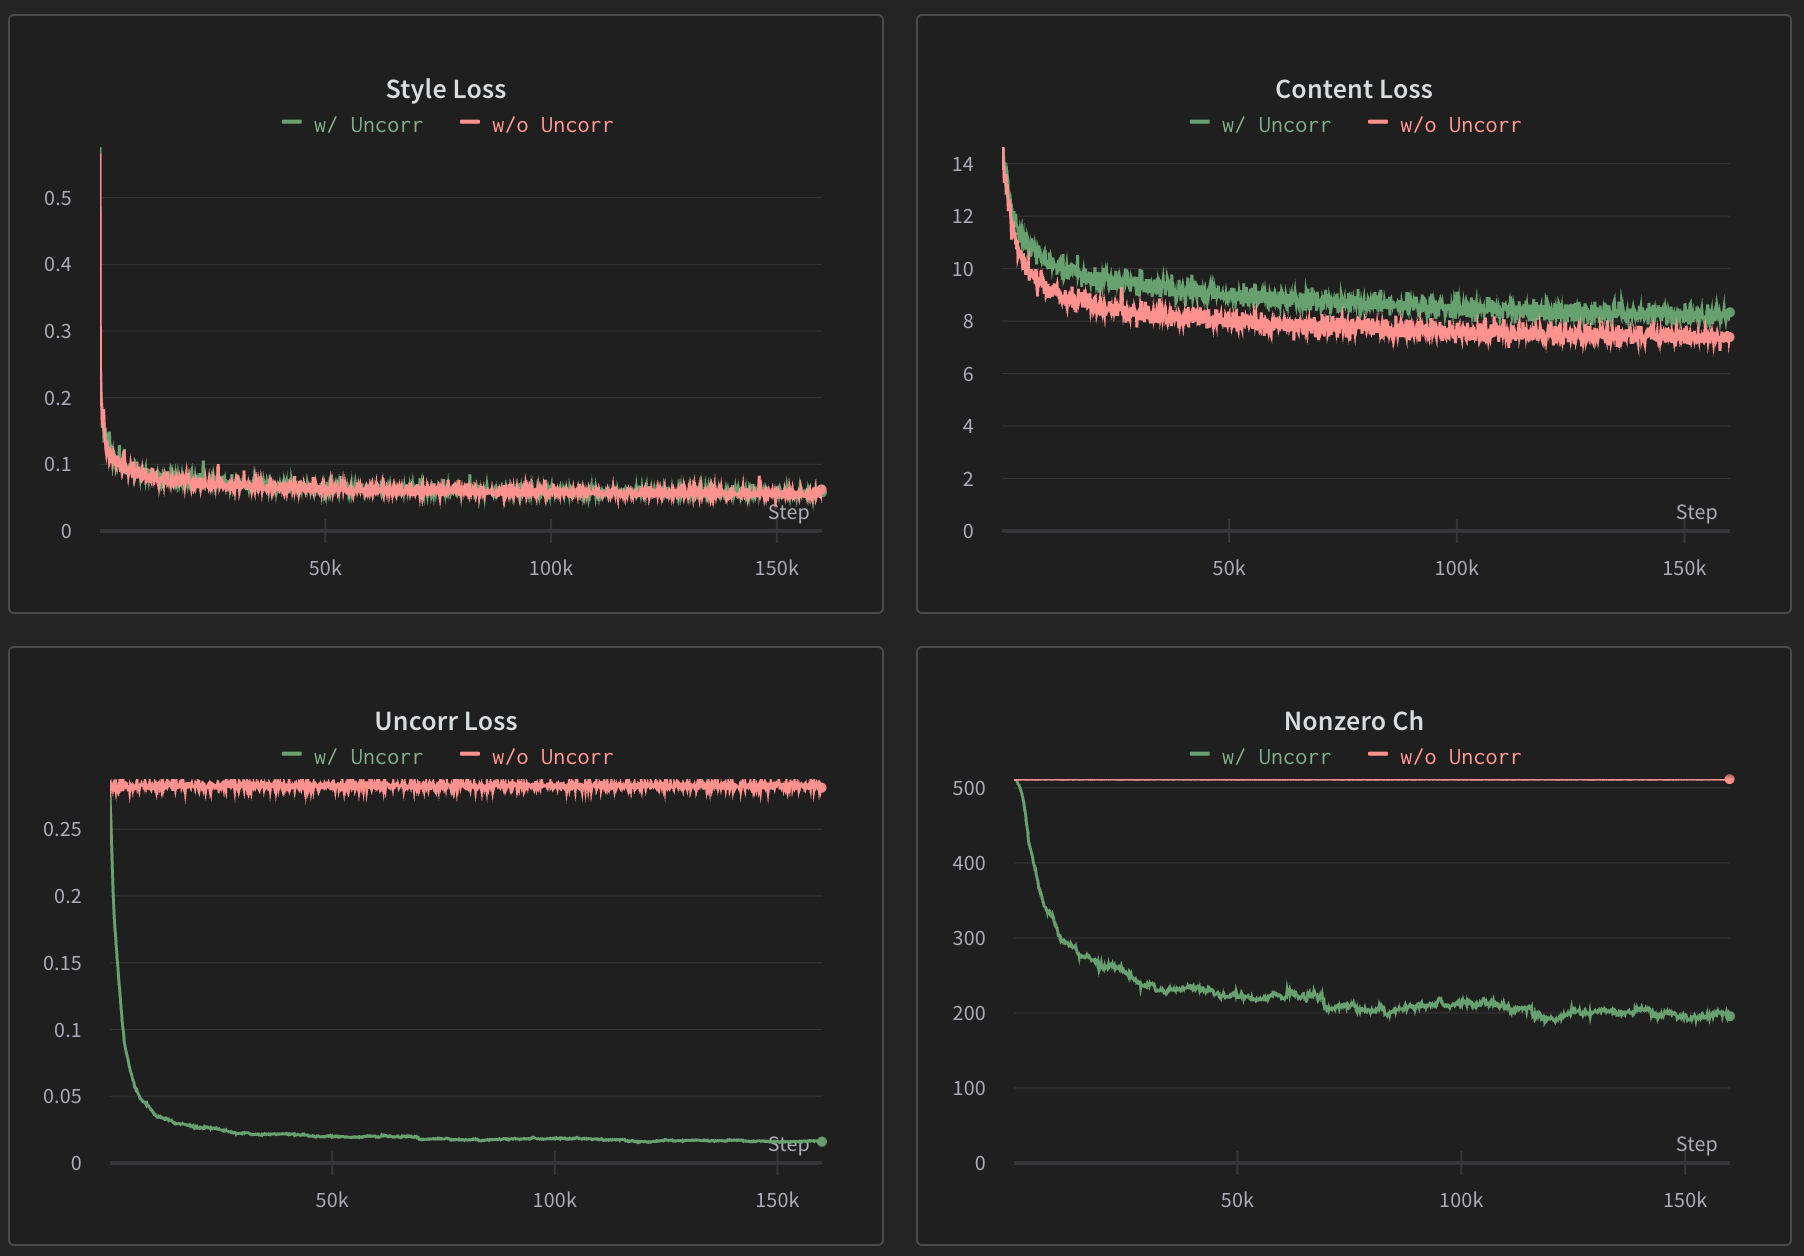 Style Loss
w/ Uncorr w/o Uncorr
0.5
0.4
0.3
0.2
0.1
0
Step
50k 100k 150k
Content Loss
w/ Uncorr w/o Uncorr
14
12
10
8
6
4
2
0
Step
50k 100k 150k
Uncorr Loss
w/ Uncorr w/o Uncorr
0.25
0.2
0.15
0.1
0.05
0
Step
50k 100k 150k
Nonzero Ch
w/ Uncorr w/o Uncorr
500
400
300
200
100
0
Step
50k 100k 150k